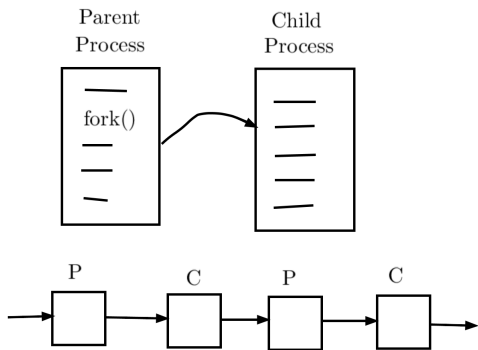 Parent
Process
Child
Process
fork()
P
C
P
C